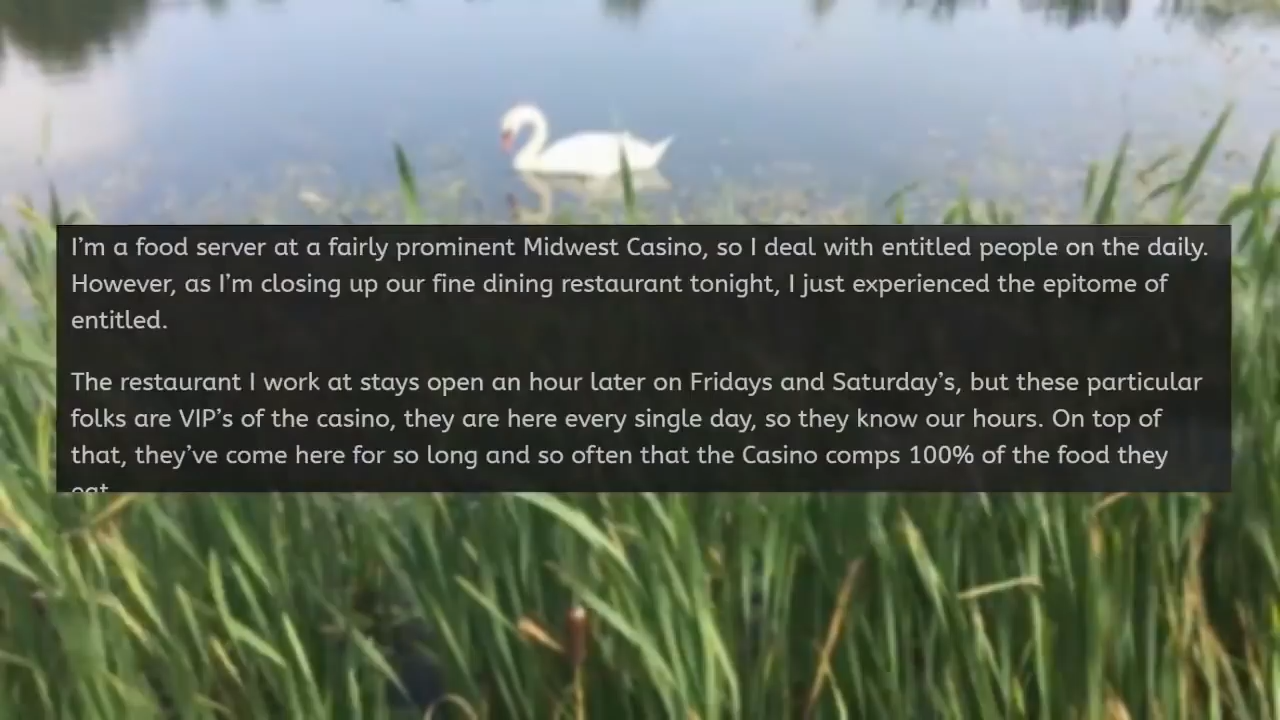 I'm a food server at a fairly prominent Midwest Casino, so I deal with entitled people on the daily.
However, as I'm closing up our fine dining restaurant tonight, I just experienced the epitome of
entitled.
The restaurant I work at stays open an hour later on Fridays and Saturday's, but these particular
folks are VIP's of the casino, they are here every single day, so they know our hours. On top of
that, they've come here for so long and so often that the Casino comps 100% of the food they
eat.